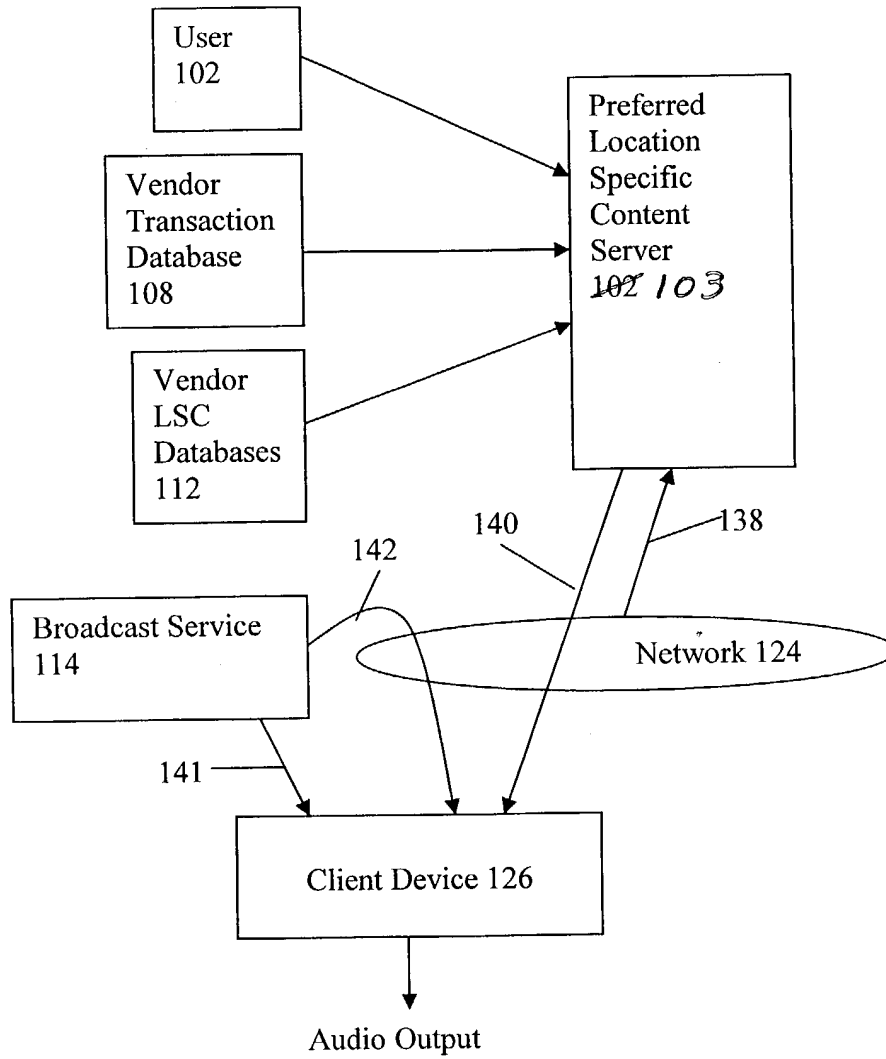 User
102
Preferred
Location
Specific
Content
Server
102 103
Vendor
Transaction
Database
108
Vendor
LSC
Databases
112
140
138
142
Broadcast Service
114
Network 124
141
Client Device 126
Audio Output